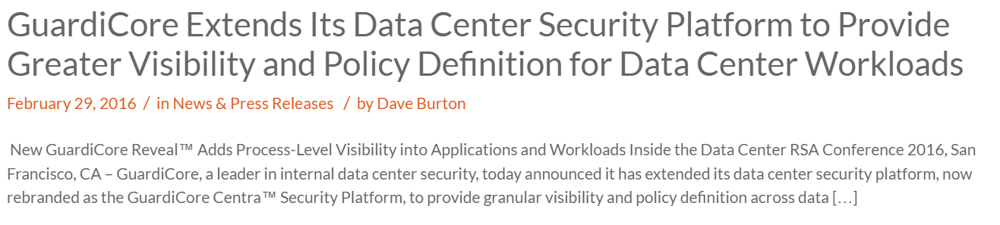 GuardiCore Extends Its Data Center Security Platform to Provide
Greater Visibility and Policy Definition for Data Center Workloads
February 29, 2016 / in News & Press Releases / by Dave Burton
New GuardiCore Reveal™ Adds Process-Level Visibility into Applications and Workloads Inside the Data Center RSA Conference 2016, San
Francisco, CA – GuardiCore, a leader in internal data center security, today announced it has extended its data center security platform, now
rebranded as the GuardiCore Centra™ Security Platform, to provide granular visibility and policy definition across data […]